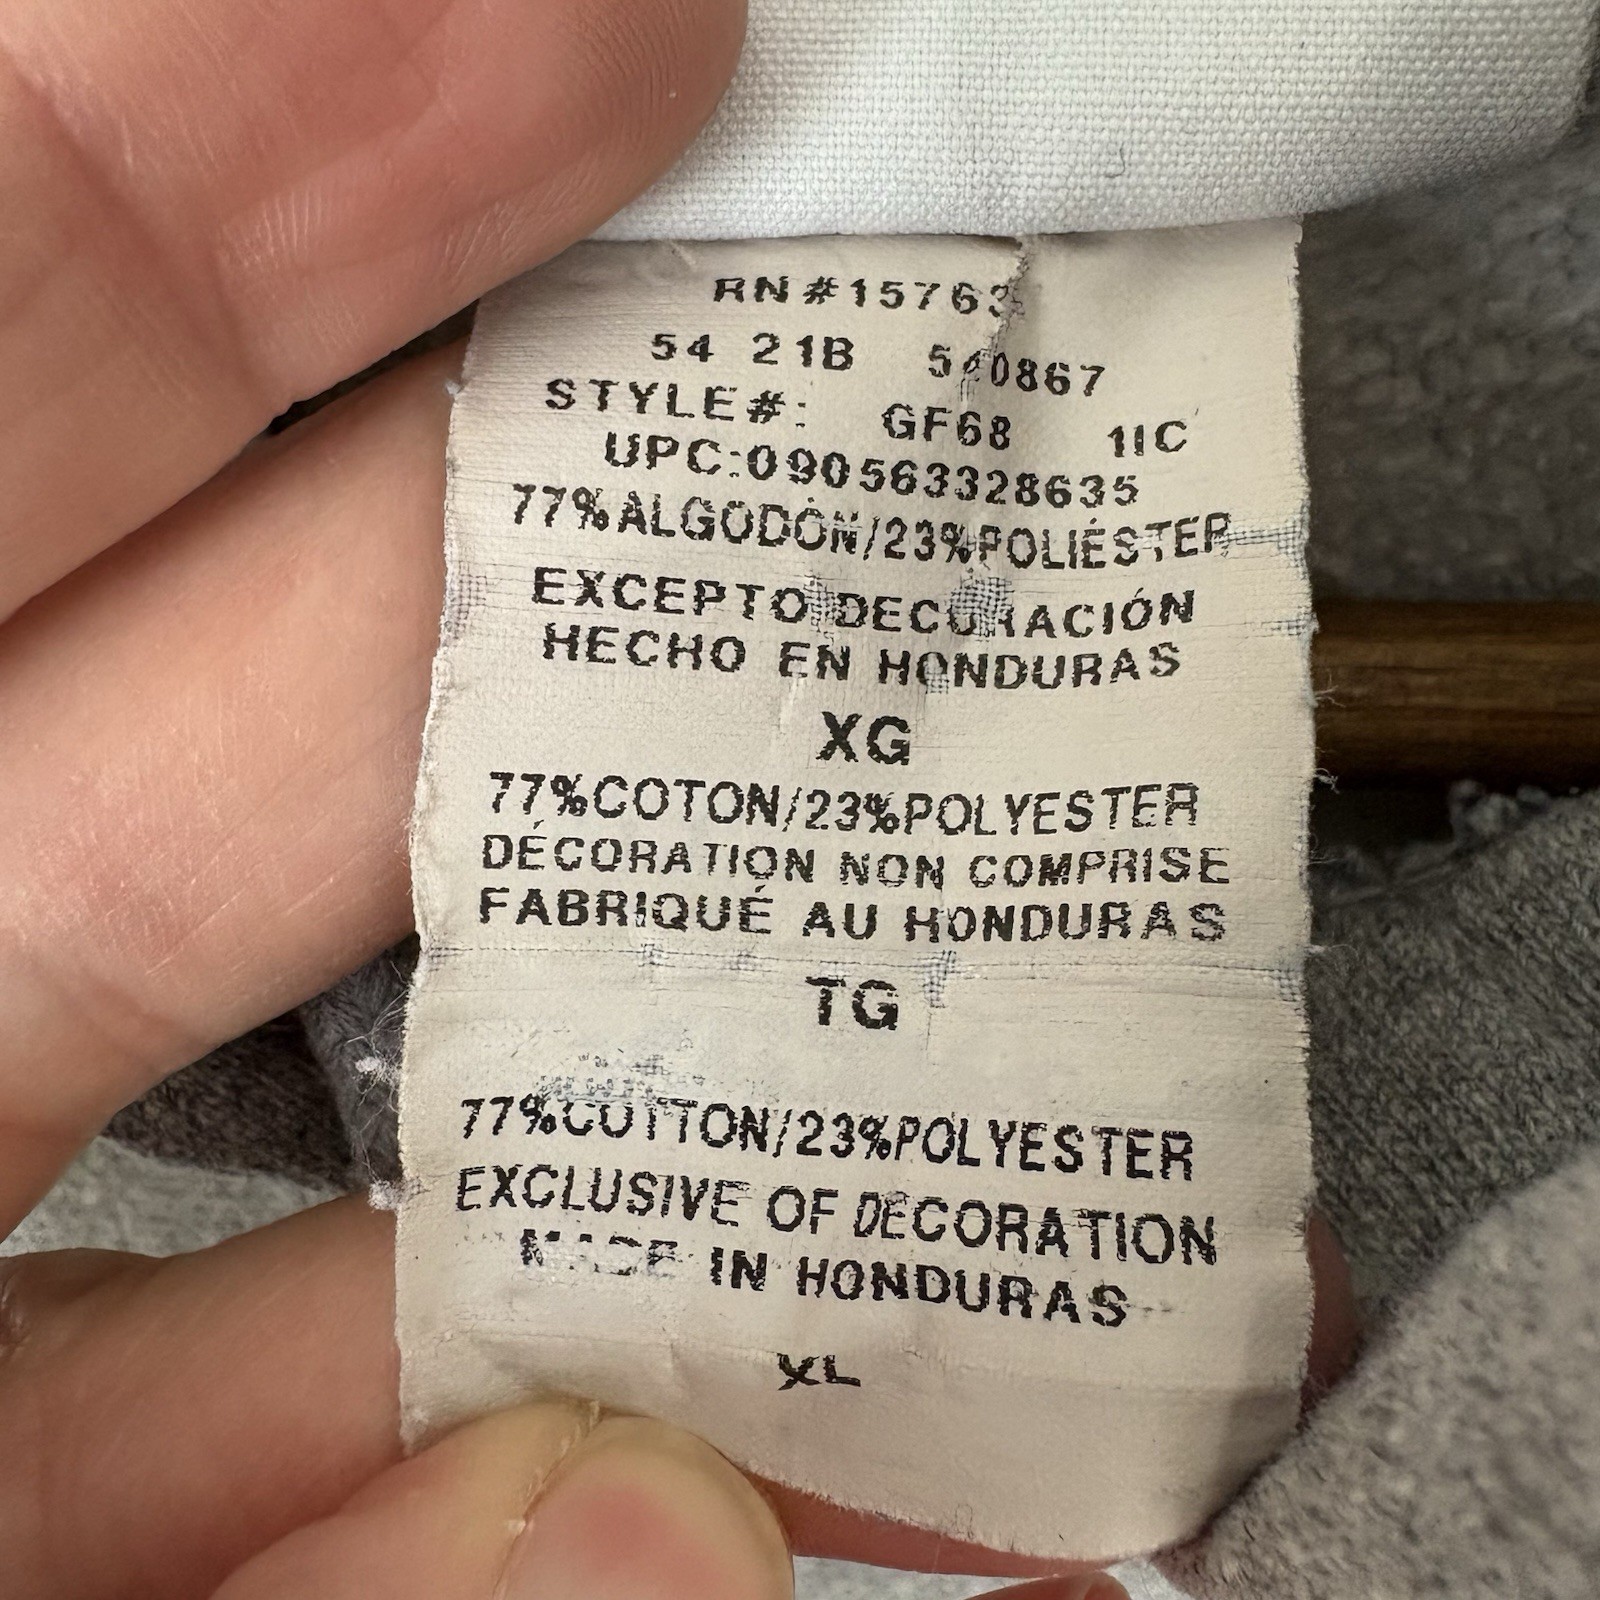 RN#15763
54 21B 540867
STYLE#: GF68 11C
UPC:090563328635
77%ALGODÓN/23%POLIÉSTER
EXCEPTO DECORACIÓN
HECHO EN HONDURAS
XG
77%COTON/23%POLYESTER
DÉCORATION NON COMPRISE
FABRIQUÉ AU HONDURAS
TG
77%COTTON/23%POLYESTER
EXCLUSIVE OF DECORATION
MADE IN HONDURAS
XL